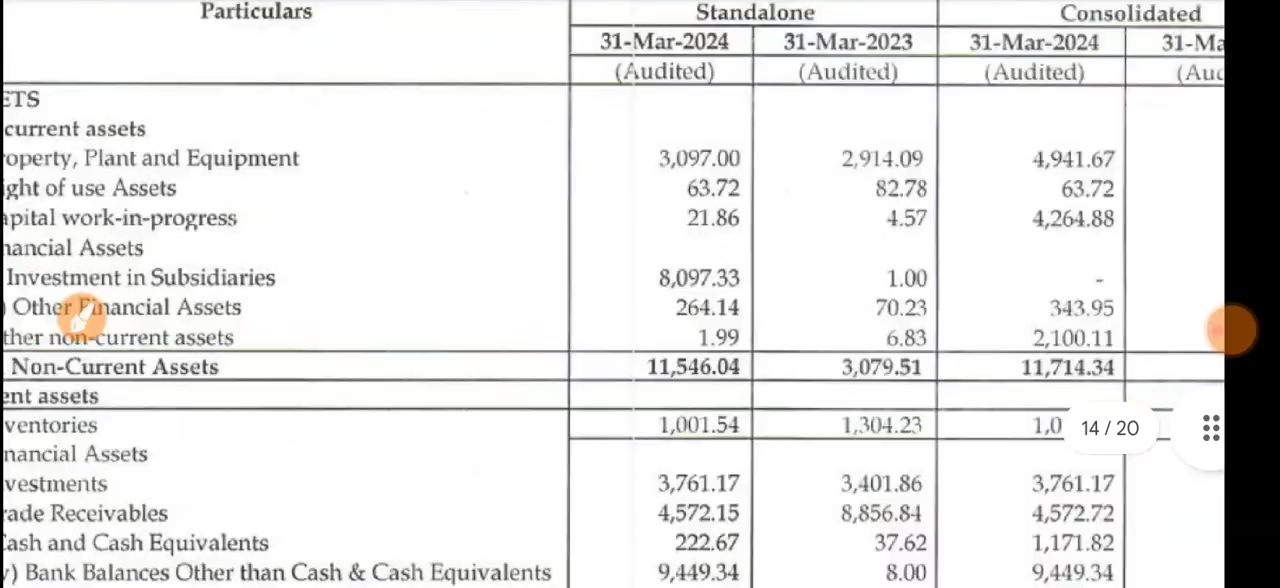 Particulars Standalone Consolidated
31-Mar-2024 31-Mar-2023 31-Mar-2024 31-Ma
(Audited) (Audited) (Audited) (Aud
ETS
current assets
roperty, Plant and Equipment 3,097.00 2,914.09 4,941.67
ight of use Assets 63.72 82.78 63.72
apital work-in-progress 21.86 4.57 4,264.88
nancial Assets
Investment in Subsidiaries 8,097.33 1.00 -
) Other Financial Assets 264.14 70.23 343.95
ther non-current assets 1.99 6.83 2,100.11
Non-Current Assets 11,546.04 3,079.51 11,714.34
ent assets
ventories 1,001.54 1,304.23 1,0
14 / 20
nancial Assets
vestments 3,761.17 3,401.86 3,761.17
rade Receivables 4,572.15 8,856.84 4,572.72
Cash and Cash Equivalents 222.67 37.62 1,171.82
v) Bank Balances Other than Cash & Cash Equivalents 9,449.34 8.00 9,449.34